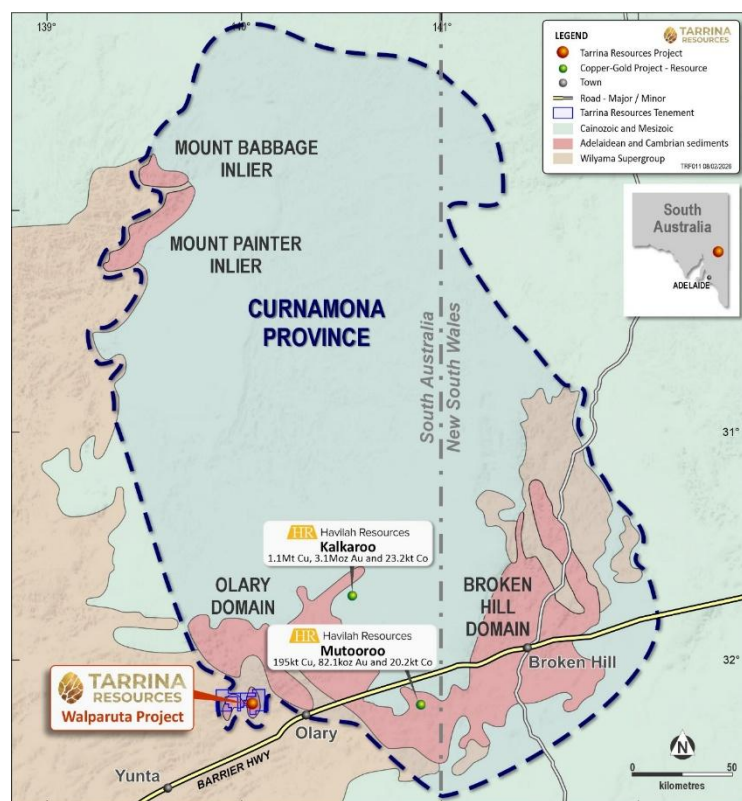 139°
140°
141°
LEGEND
TARRINA
RESOURCES
Tarrina Resources Project
Copper-Gold Project - Resource
Town
Road - Major / Minor
Tarrina Resources Tenement
Cainozoic and Mesizoic
Adelaidean and Cambrian sediments
Wilyama Supergroup
TRF011 08/02/2026
MOUNT BABBAGE
INLIER
MOUNT PAINTER
INLIER
South
Australia
ADELAIDE
CURNAMONA
PROVINCE
South Australia
New South Wales
31°
31°
HR Havilah Resources
Kalkaroo
1.1Mt Cu, 3.1Moz Au and 23.2kt Co
OLARY
DOMAIN
BROKEN
HILL
DOMAIN
HR Havilah Resources
Mutooroo
195kt Cu, 82.1koz Au and 20.2kt Co
32°
32°
Broken Hill
TARRINA
RESOURCES
Walparuta Project
Olary
Yunta
BARRIER HWY
N
0
50
kilometres